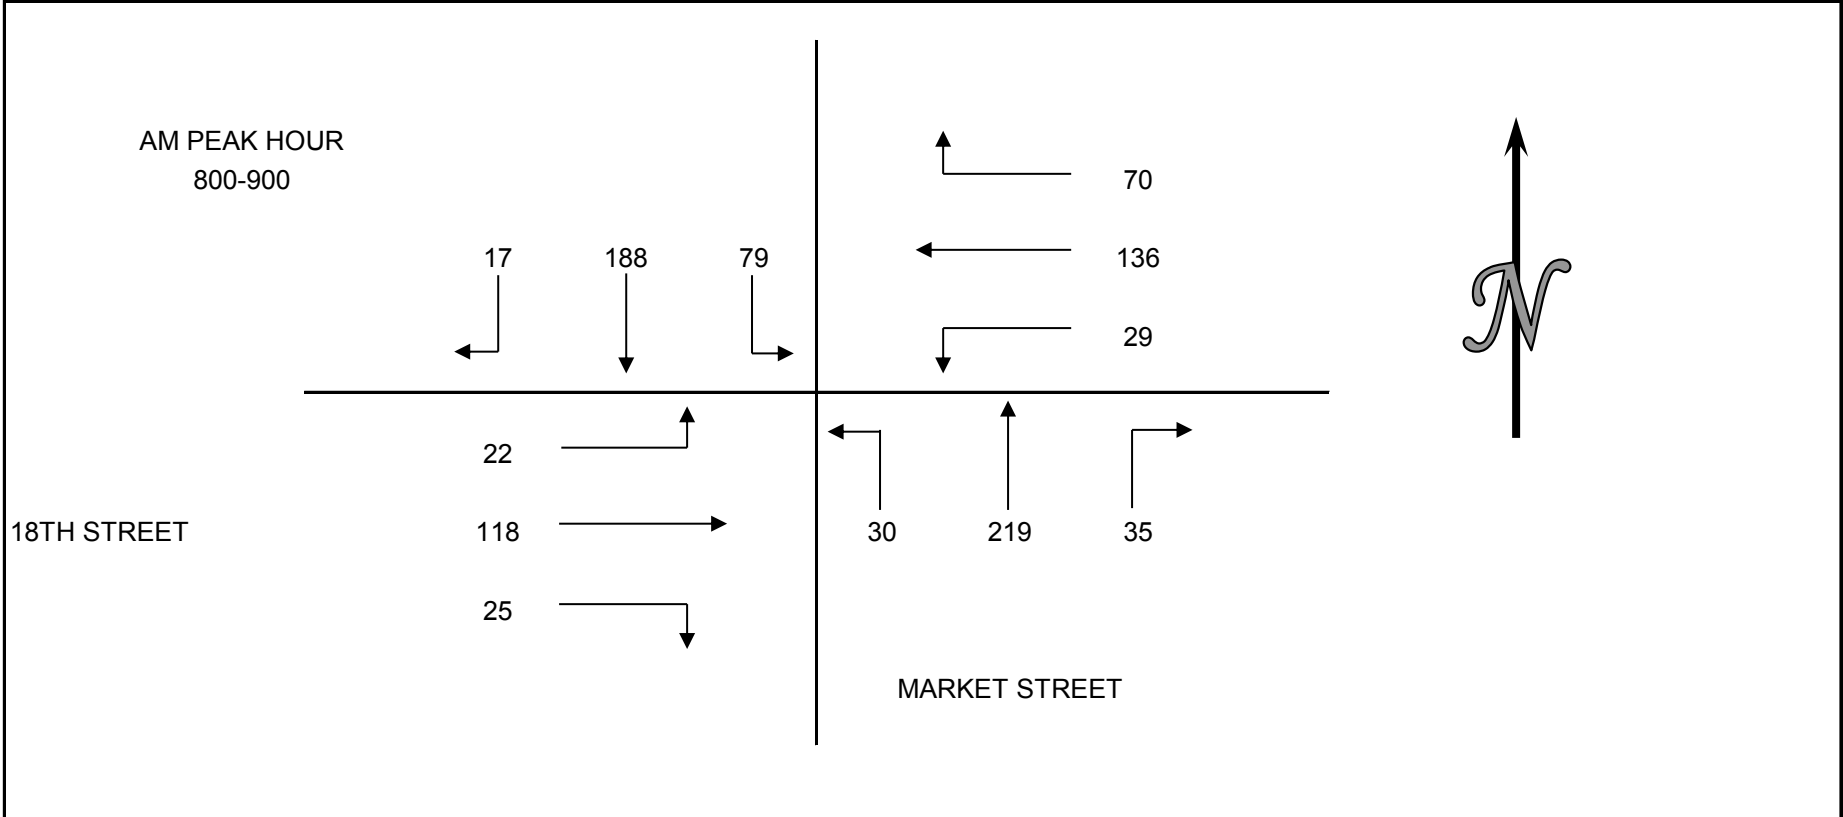 AM PEAK HOUR
800-900
70
17 188 79 136
29
22
18TH STREET 118 30 219 35
25
MARKET STREET
N